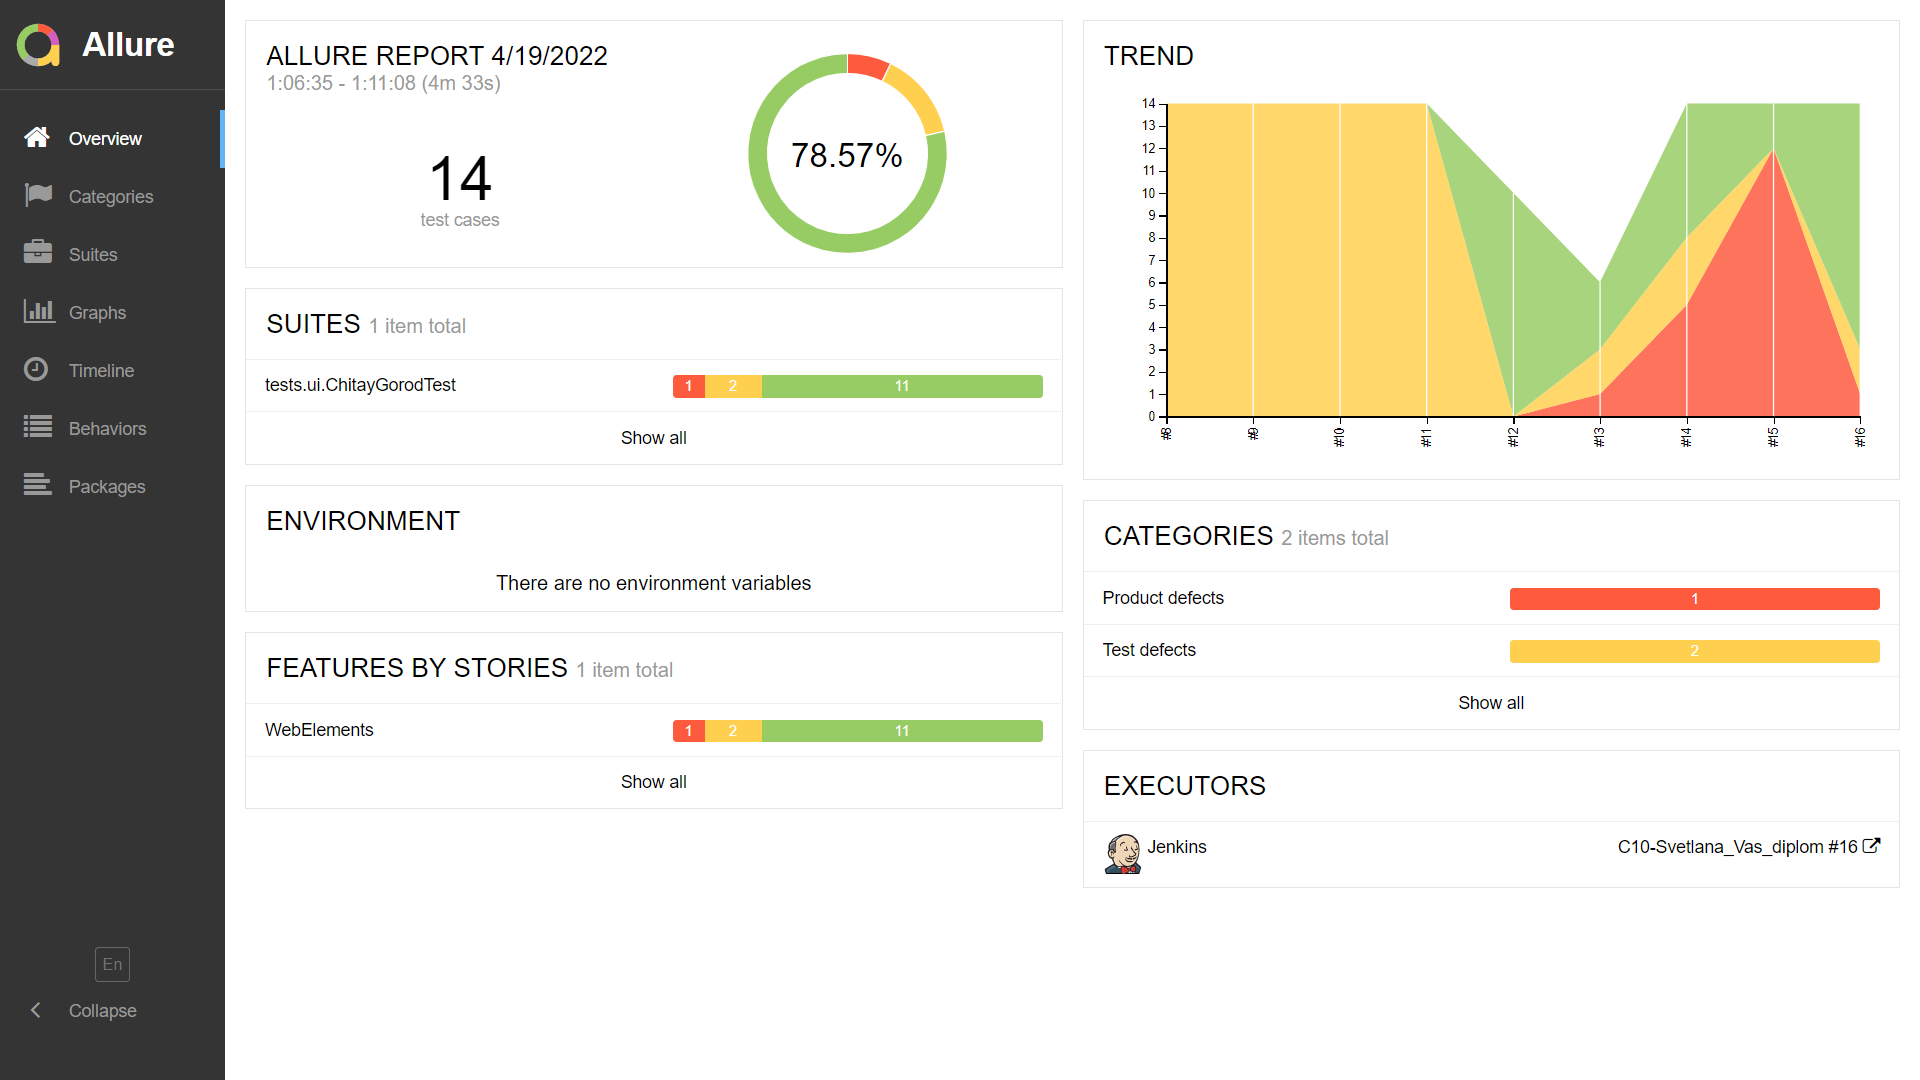 Allure
Overview
Categories
Suites
Graphs
Timeline
Behaviors
Packages
En
Collapse
ALLURE REPORT 4/19/2022
1:06:35 - 1:11:08 (4m 33s)
14
test cases
78.57%
SUITES 1 item total
tests.ui.ChitayGorodTest 1 2 11
Show all
ENVIRONMENT
There are no environment variables
FEATURES BY STORIES 1 item total
WebElements 1 2 11
Show all
TREND
14
13
12
11
10
9
8
7
6
5
4
3
2
1
0
#8 #9 #10 #11 #12 #13 #14 #15 #16
CATEGORIES 2 items total
Product defects 1
Test defects 2
Show all
EXECUTORS
Jenkins C10-Svetlana_Vas_diplom #16